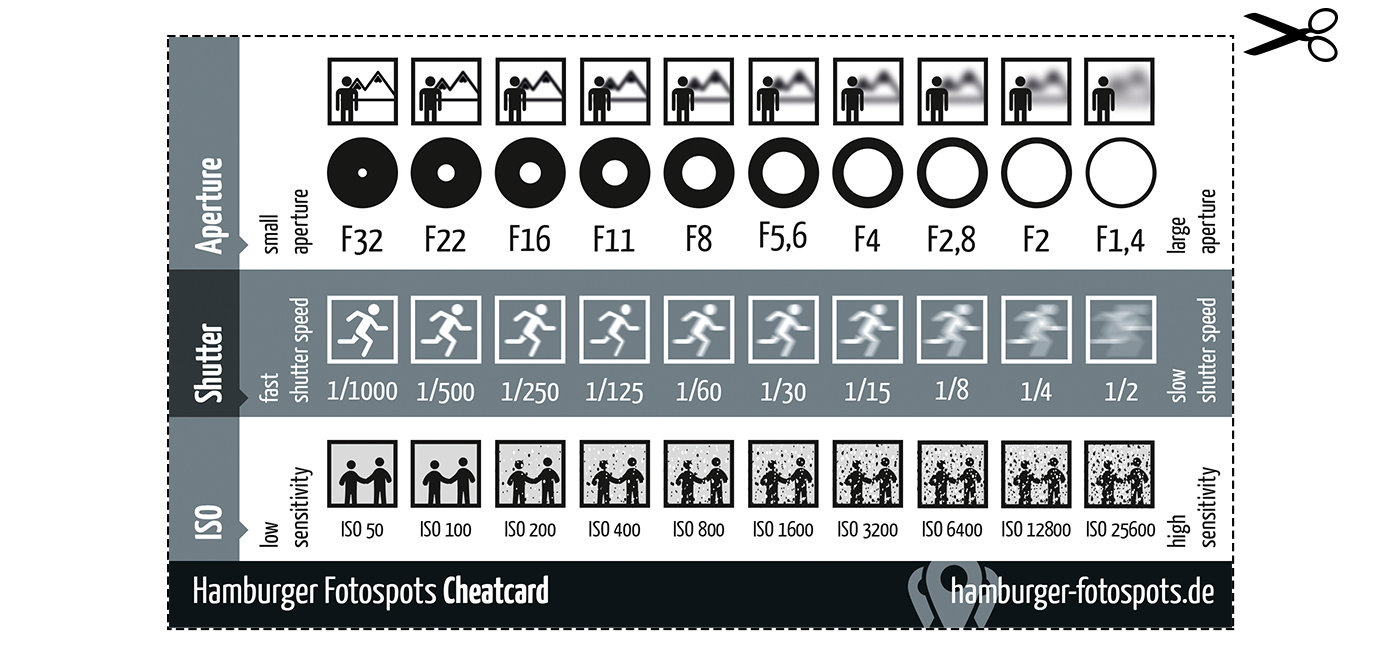 Aperture
small
aperture
F32 F22 F16 F11 F8 F5,6 F4 F2,8 F2 F1,4
large
aperture
Shutter
fast
shutter speed
1/1000 1/500 1/250 1/125 1/60 1/30 1/15 1/8 1/4 1/2
slow
shutter speed
ISO
low
sensitivity
ISO 50 ISO 100 ISO 200 ISO 400 ISO 800 ISO 1600 ISO 3200 ISO 6400 ISO 12800 ISO 25600
high
sensitivity
Hamburger Fotospots Cheatcard
hamburger-fotospots.de